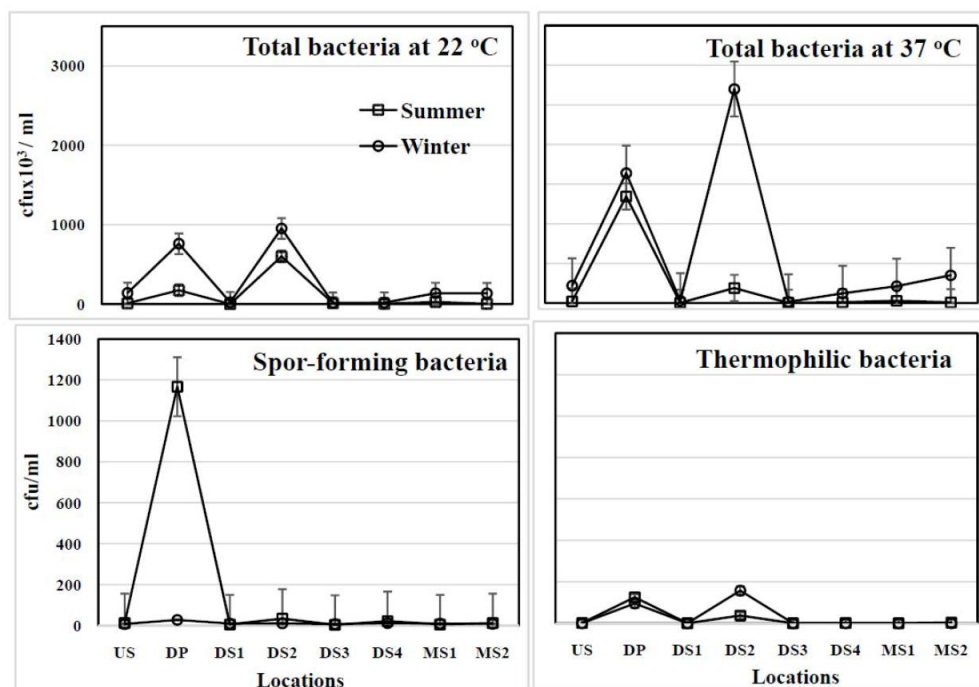 Total bacteria at 22 °C
Total bacteria at 37 °C
3000
2000
1000
0
cfux10³ / ml
Summer
Winter
Spor-forming bacteria
Thermophilic bacteria
1400
1200
1000
800
600
400
200
0
cfu/ml
US DP DS1 DS2 DS3 DS4 MS1 MS2
Locations
US DP DS1 DS2 DS3 DS4 MS1 MS2
Locations